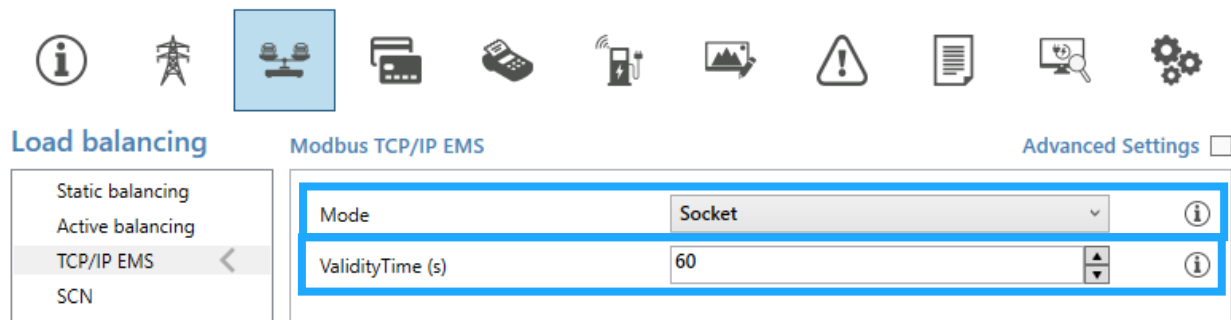 Load balancing
Modbus TCP/IP EMS
Advanced Settings
Static balancing
Active balancing
TCP/IP EMS
SCN
Mode
Socket
ValidityTime (s)
60